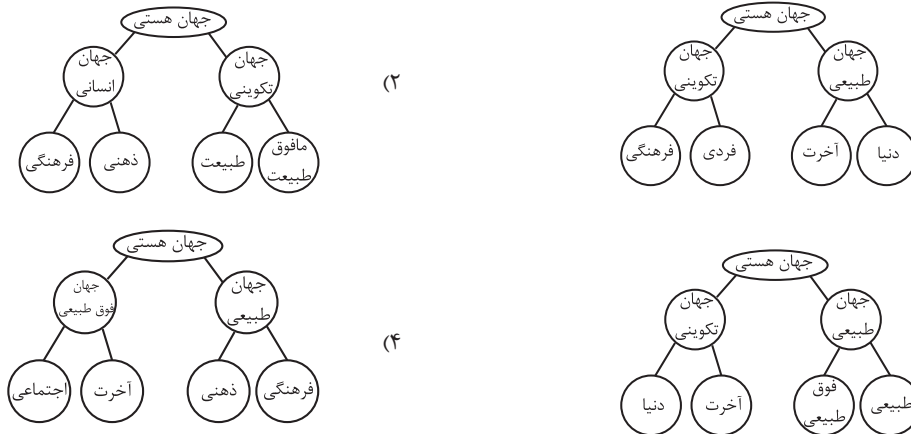 جهان هستی
جهان
طبیعی
جهان
تکوینی
دنیا
آخرت
فردی
فرهنگی
۲)
جهان هستی
جهان
تکوینی
جهان
انسانی
مافوق
طبیعت
طبیعت
ذهنی
فرهنگی
جهان هستی
جهان
طبیعی
جهان
تکوینی
طبیعی
فوق
طبیعی
آخرت
دنیا
۴)
جهان هستی
جهان
طبیعی
جهان
فوق طبیعی
فرهنگی
ذهنی
آخرت
اجتماعی